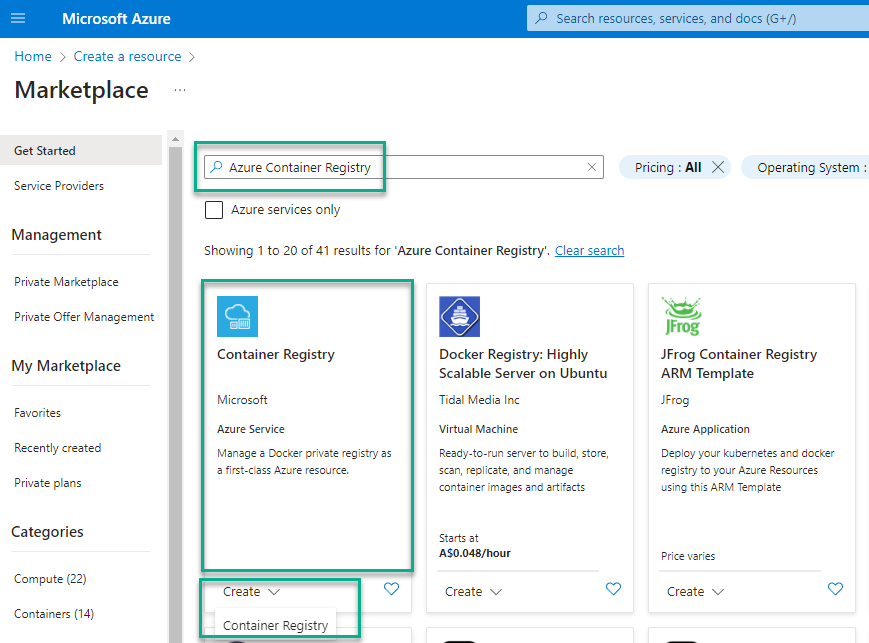 Microsoft Azure
Search resources, services, and docs (G+/)
Home > Create a resource >
Marketplace ...
Get Started
Service Providers
Management
Private Marketplace
Private Offer Management
My Marketplace
Favorites
Recently created
Private plans
Categories
Compute (22)
Containers (14)
Azure Container Registry
Pricing : All
Operating System :
Azure services only
Showing 1 to 20 of 41 results for 'Azure Container Registry'. Clear search
Container Registry
Microsoft
Azure Service
Manage a Docker private registry as
a first-class Azure resource.
Create
Container Registry
Docker Registry: Highly
Scalable Server on Ubuntu
Tidal Media Inc
Virtual Machine
Ready-to-run server to build, store,
scan, replicate, and manage
container images and artifacts
Starts at
A$0.048/hour
Create
JFrog
JFrog Container Registry
ARM Template
JFrog
Azure Application
Deploy your kubernetes and docker
registry to your Azure Resources
using this ARM Template
Price varies
Create